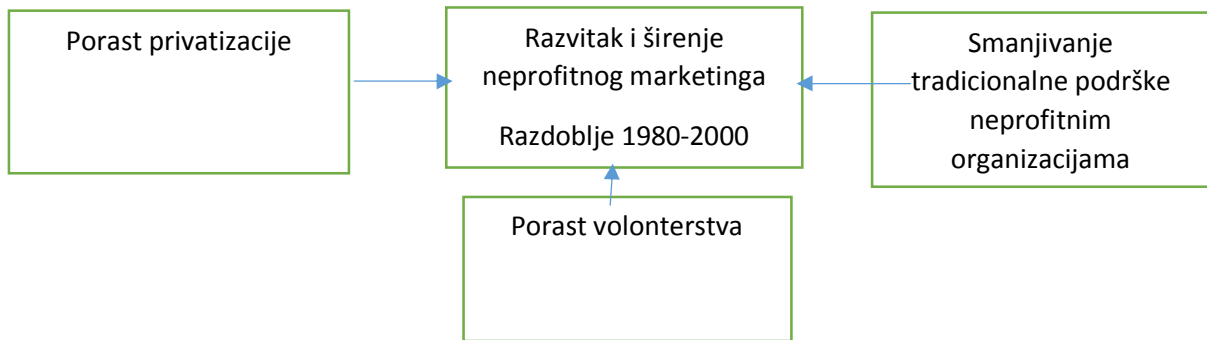 Porast privatizacije
Razvitak i širenje
neprofitnog marketinga
Razdoblje 1980-2000
Smanjivanje
tradicionalne podrške
neprofitnim
organizacijama
Porast volonterstva